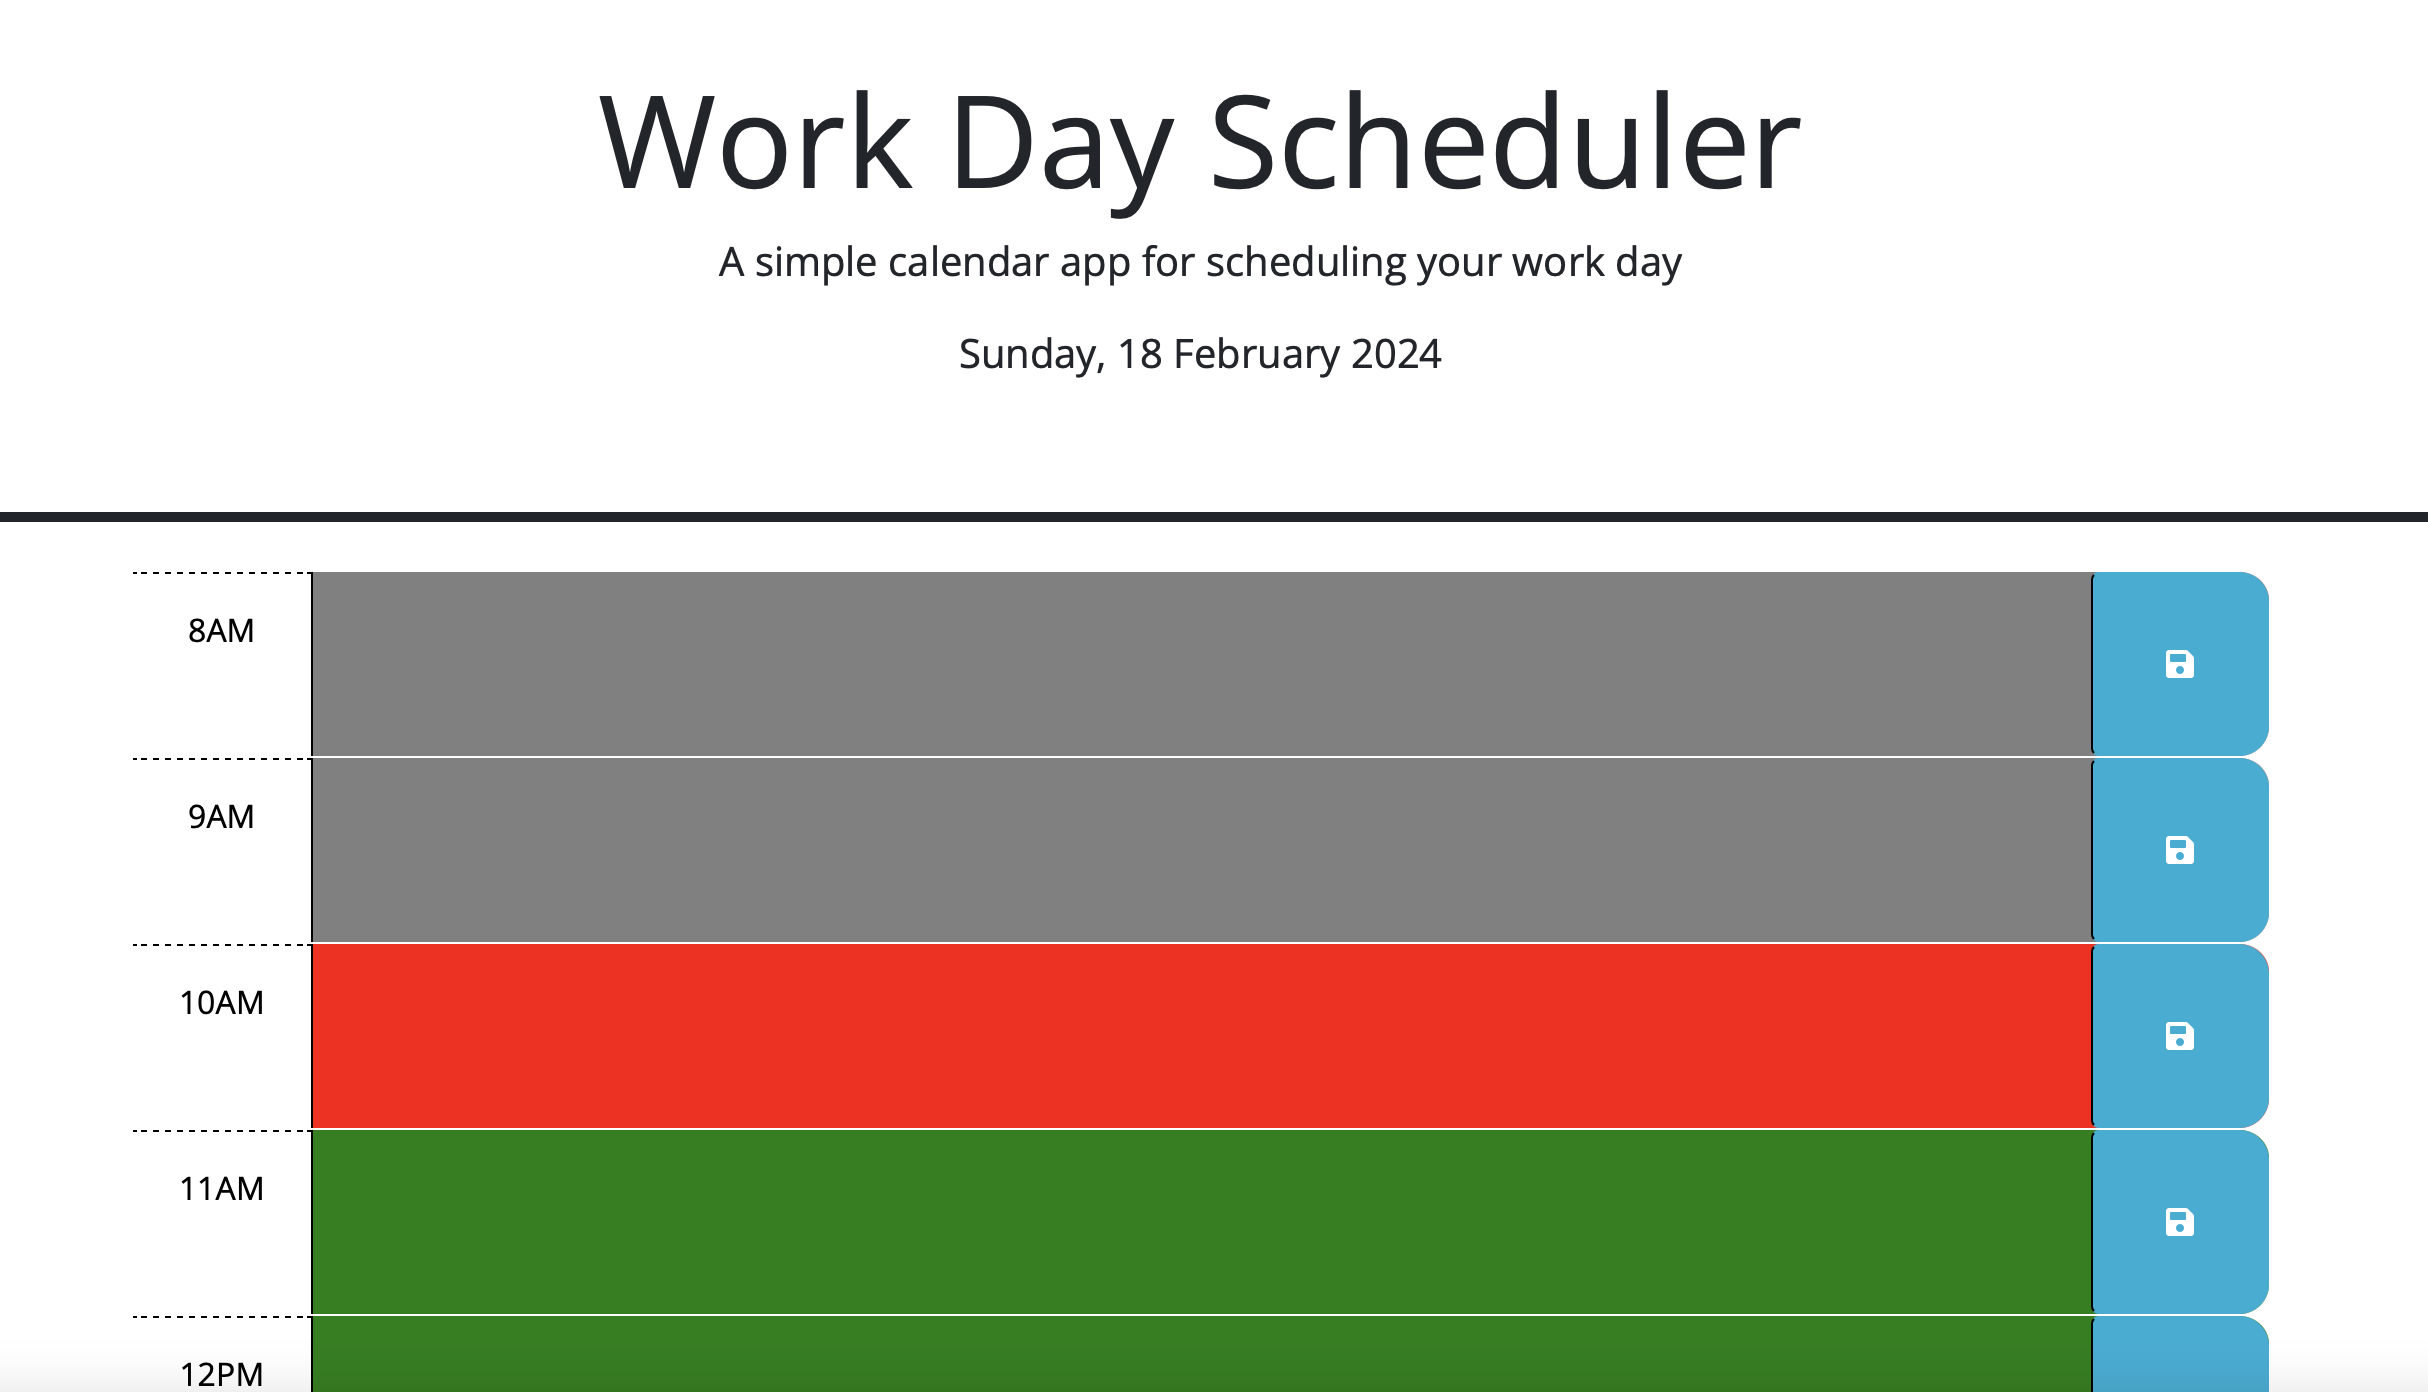 Work Day Scheduler
A simple calendar app for scheduling your work day
Sunday, 18 February 2024
8AM
9AM
10AM
11AM
12PM